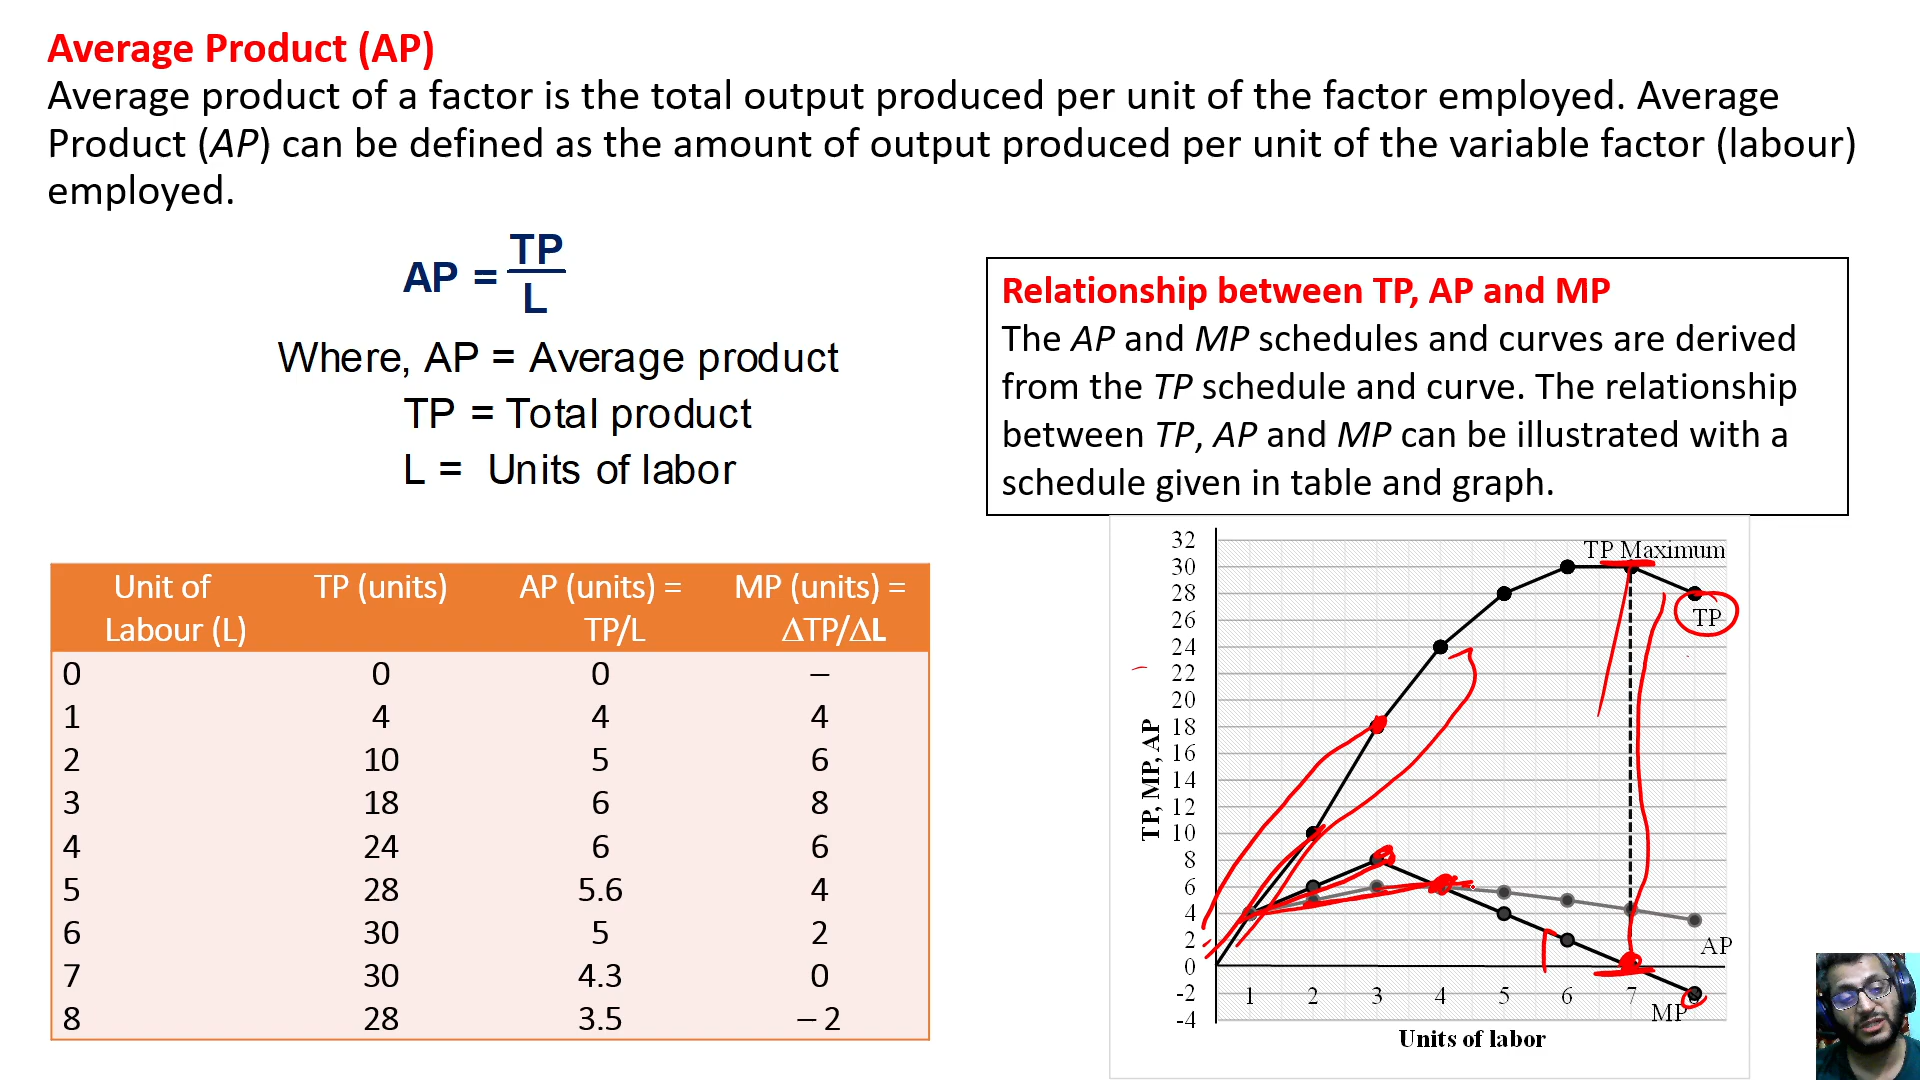 Average Product (AP)
Average product of a factor is the total output produced per unit of the factor employed. Average
Product (AP) can be defined as the amount of output produced per unit of the variable factor (labour)
employed.
AP = TP
L
Where, AP = Average product
TP = Total product
L = Units of labor
Relationship between TP, AP and MP
The AP and MP schedules and curves are derived
from the TP schedule and curve. The relationship
between TP, AP and MP can be illustrated with a
schedule given in table and graph.
Unit of Labour (L) TP (units) AP (units) = TP/L MP (units) = ΔTP/ΔL
0 0 0 –
1 4 4 4
2 10 5 6
3 18 6 8
4 24 6 6
5 28 5.6 4
6 30 5 2
7 30 4.3 0
8 28 3.5 – 2
TP, MP, AP
32
30
28
26
24
22
20
18
16
14
12
10
8
6
4
2
0
-2
-4
TP Maximum
TP
AP
MP
1 2 3 4 5 6 7
Units of labor